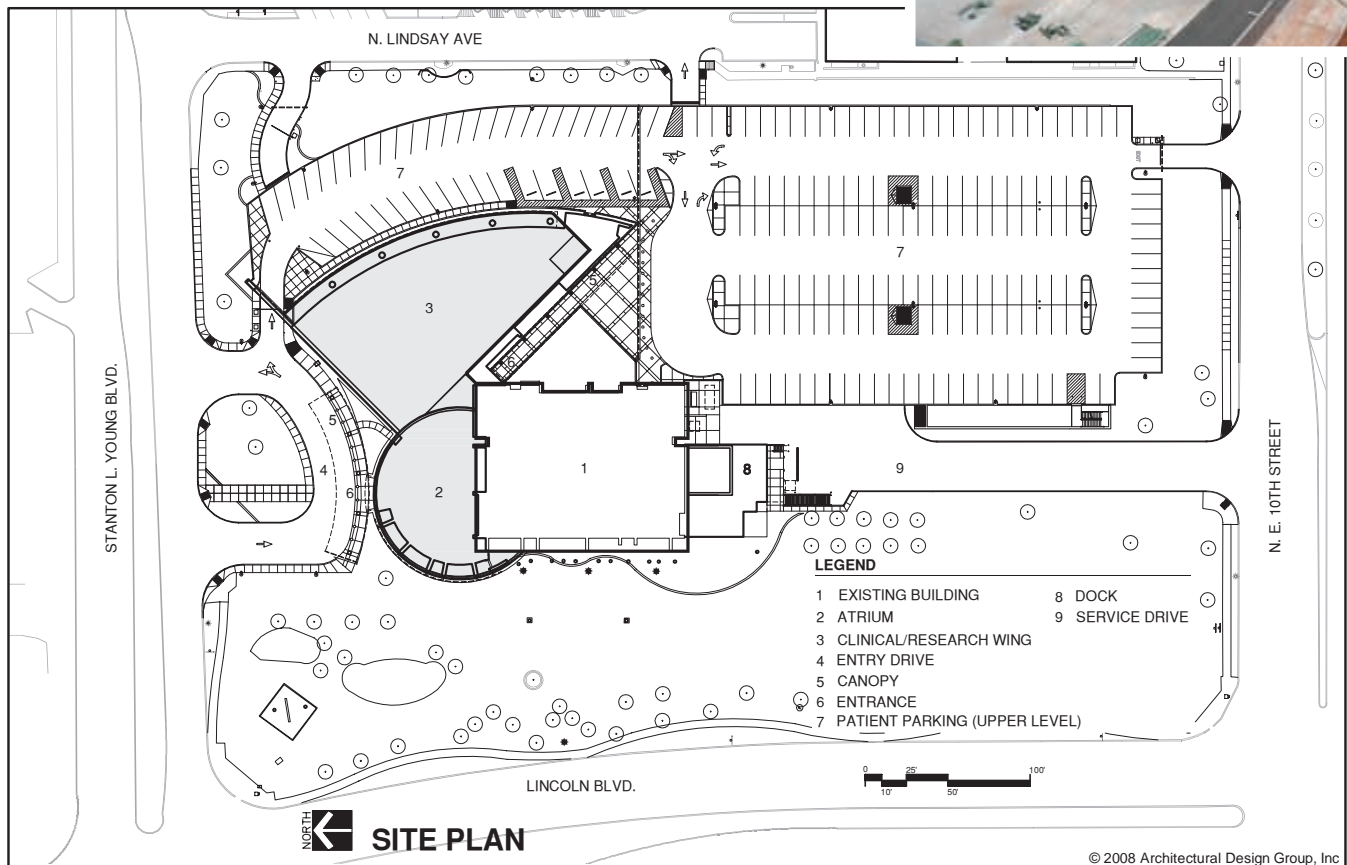 N. LINDSAY AVE
7
5
3
7
6
STANTON L. YOUNG BLVD.
5
4
6
2
1
8
9
N. E. 10TH STREET
LEGEND
1 EXISTING BUILDING
2 ATRIUM
3 CLINICAL/RESEARCH WING
4 ENTRY DRIVE
5 CANOPY
6 ENTRANCE
7 PATIENT PARKING (UPPER LEVEL)
8 DOCK
9 SERVICE DRIVE
0 25' 100'
10' 50'
LINCOLN BLVD.
NORTH
SITE PLAN
© 2008 Architectural Design Group, Inc